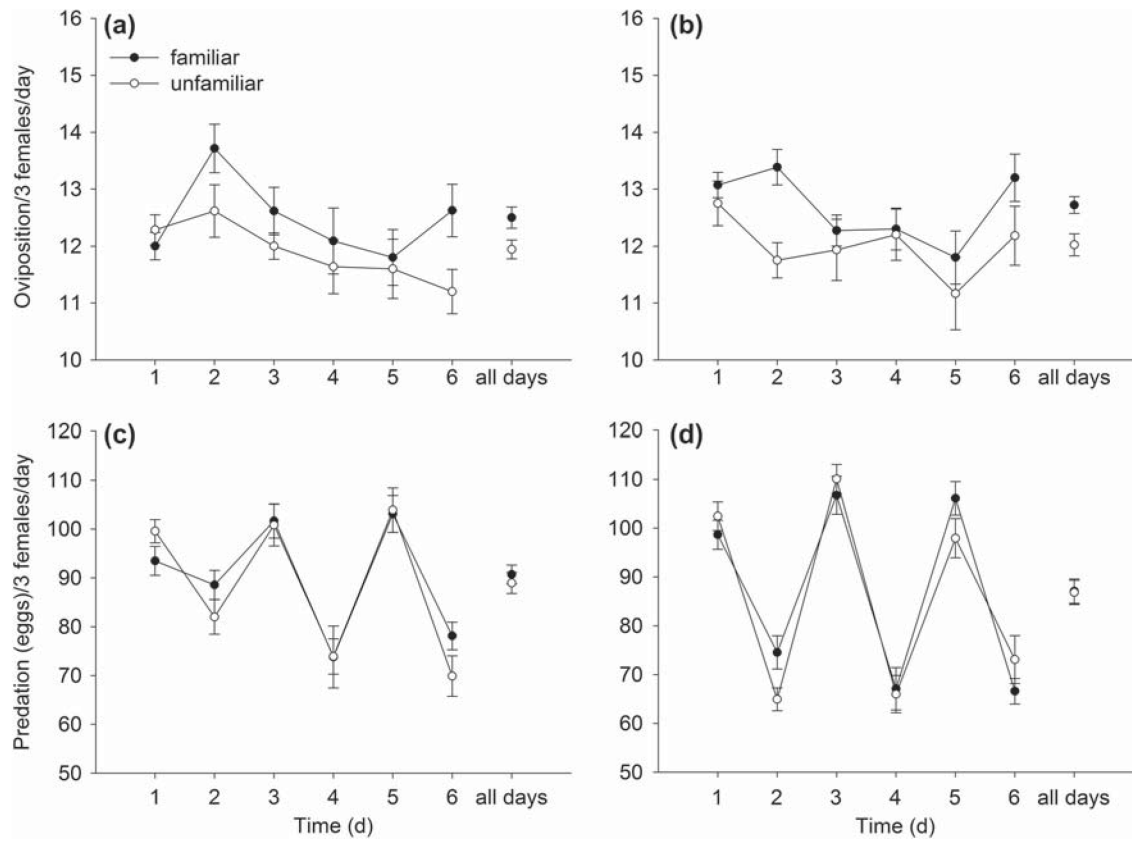 (a)
familiar
unfamiliar
Oviposition/3 females/day
16
15
14
13
12
11
10
1 2 3 4 5 6 all days
(b)
16
15
14
13
12
11
10
1 2 3 4 5 6 all days
(c)
Predation (eggs)/3 females/day
120
110
100
90
80
70
60
50
1 2 3 4 5 6 all days
Time (d)
(d)
120
110
100
90
80
70
60
50
1 2 3 4 5 6 all days
Time (d)